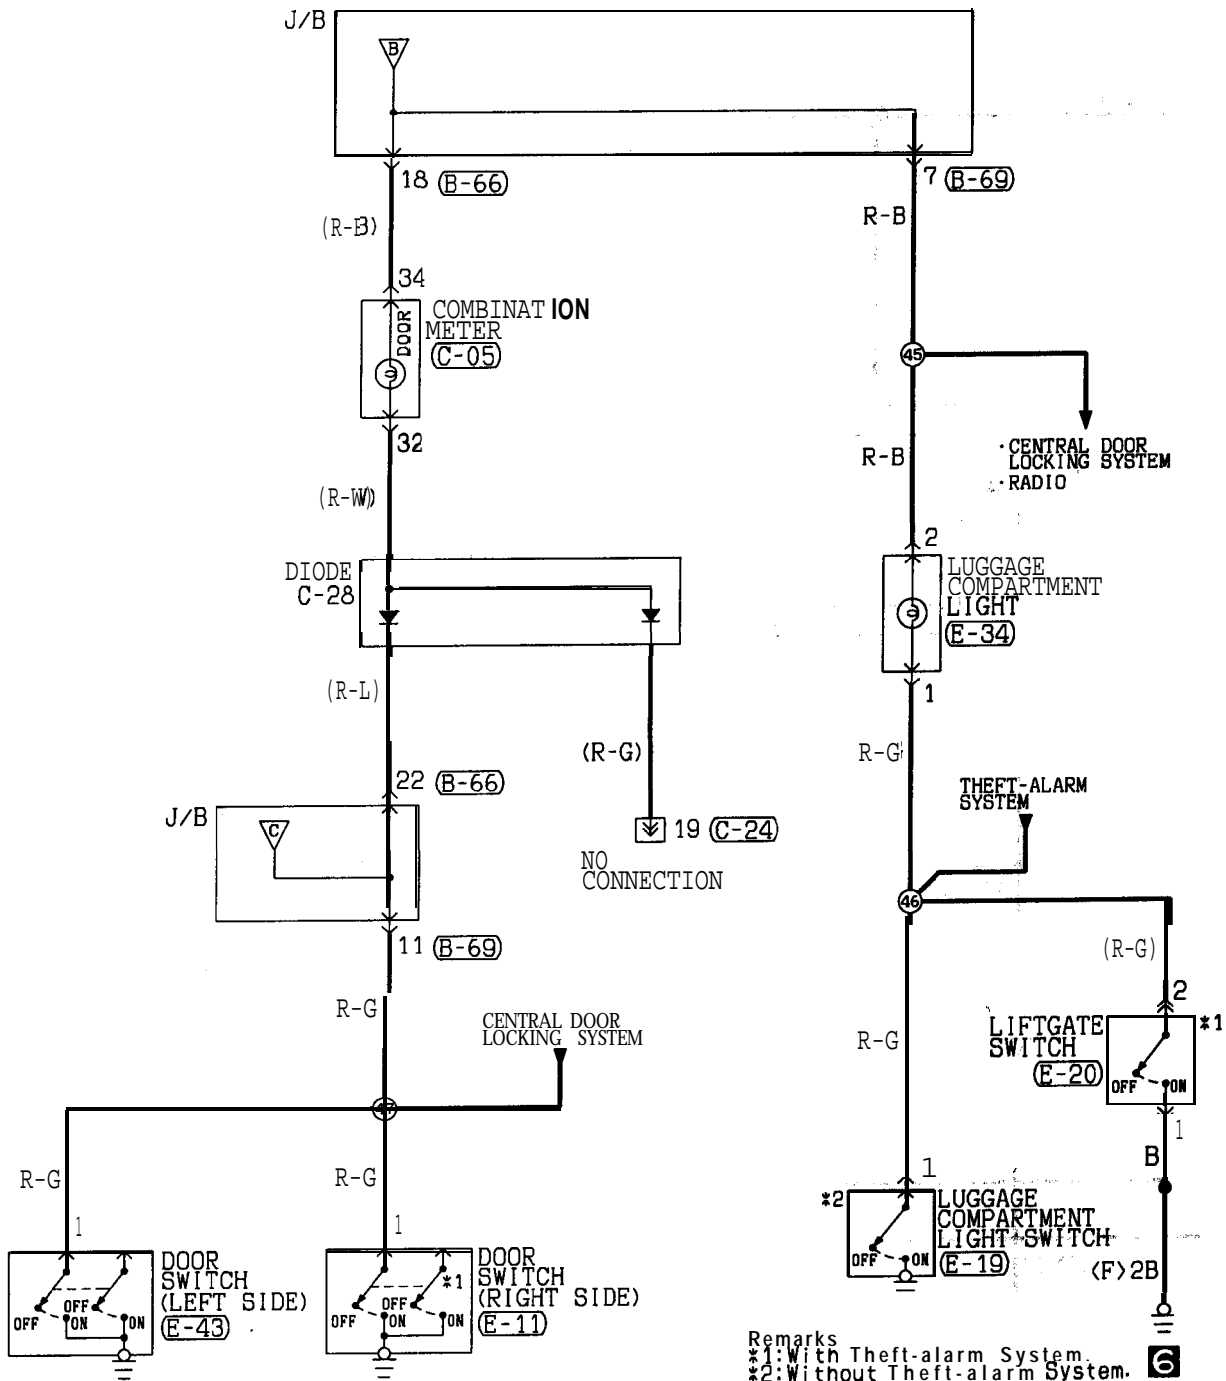 J/B
B
18 (B-66)
7 (B-69)
(R-B)
R-B
34
COMBINATION
METER
(C-05)
DOOR
45
32
R-B
· CENTRAL DOOR
LOCKING SYSTEM
· RADIO
(R-W)
2
DIODE
C-28
LUGGAGE
COMPARTMENT
LIGHT
(E-34)
1
(R-L)
(R-G)
R-G
22 (B-66)
THEFT-ALARM
SYSTEM
J/B
C
19 (C-24)
NO
CONNECTION
46
11 (B-69)
(R-G)
2
R-G
CENTRAL DOOR
LOCKING SYSTEM
R-G
LIFTGATE
SWITCH
(E-20)
*1
OFF ON
47
1
B
R-G
R-G
1
1
1
*2
LUGGAGE
COMPARTMENT
LIGHT SWITCH
(E-19)
OFF ON
(F)2B
DOOR
SWITCH
(LEFT SIDE)
(E-43)
OFF OFF ON ON
DOOR
SWITCH
(RIGHT SIDE)
(E-11)
*1
OFF OFF ON ON
Remarks
*1:With Theft-alarm System.
*2:Without Theft-alarm System.
6